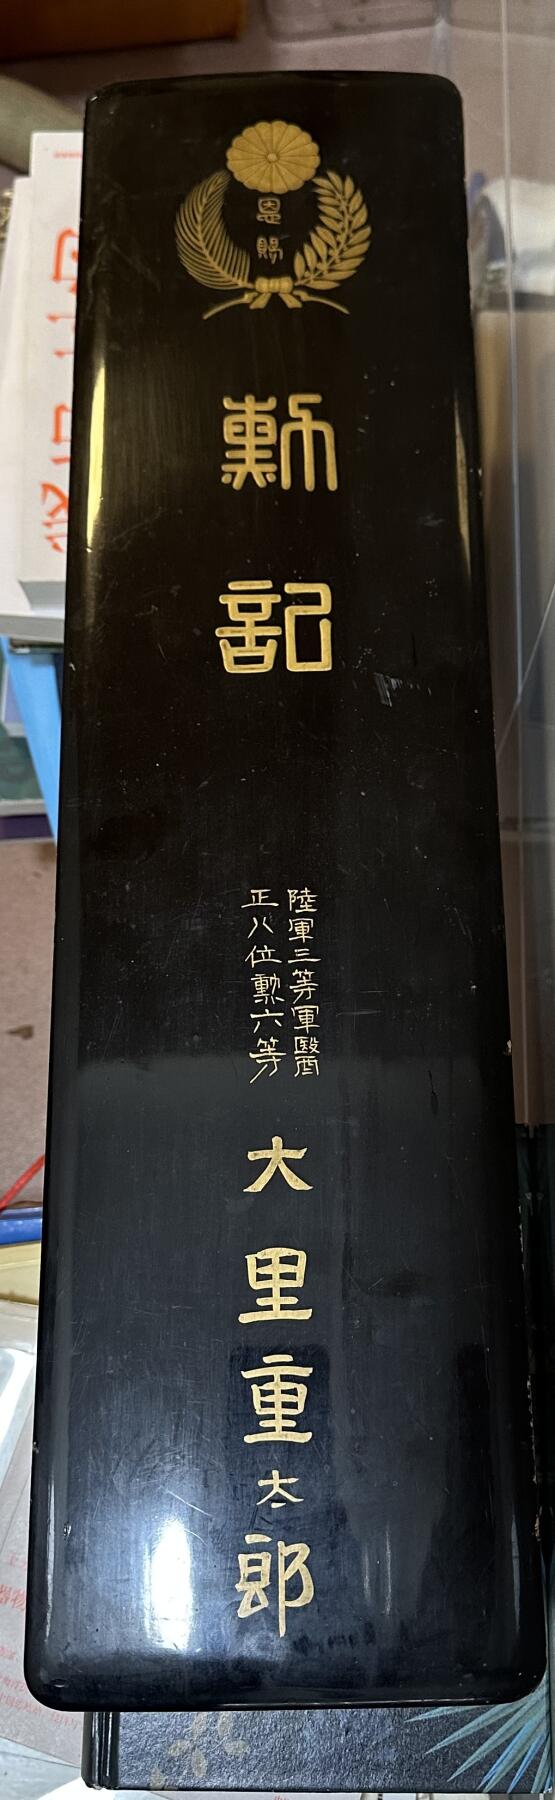 恩賜
勲記
陸軍三等軍醫
正八位勲六等
大里重太郎